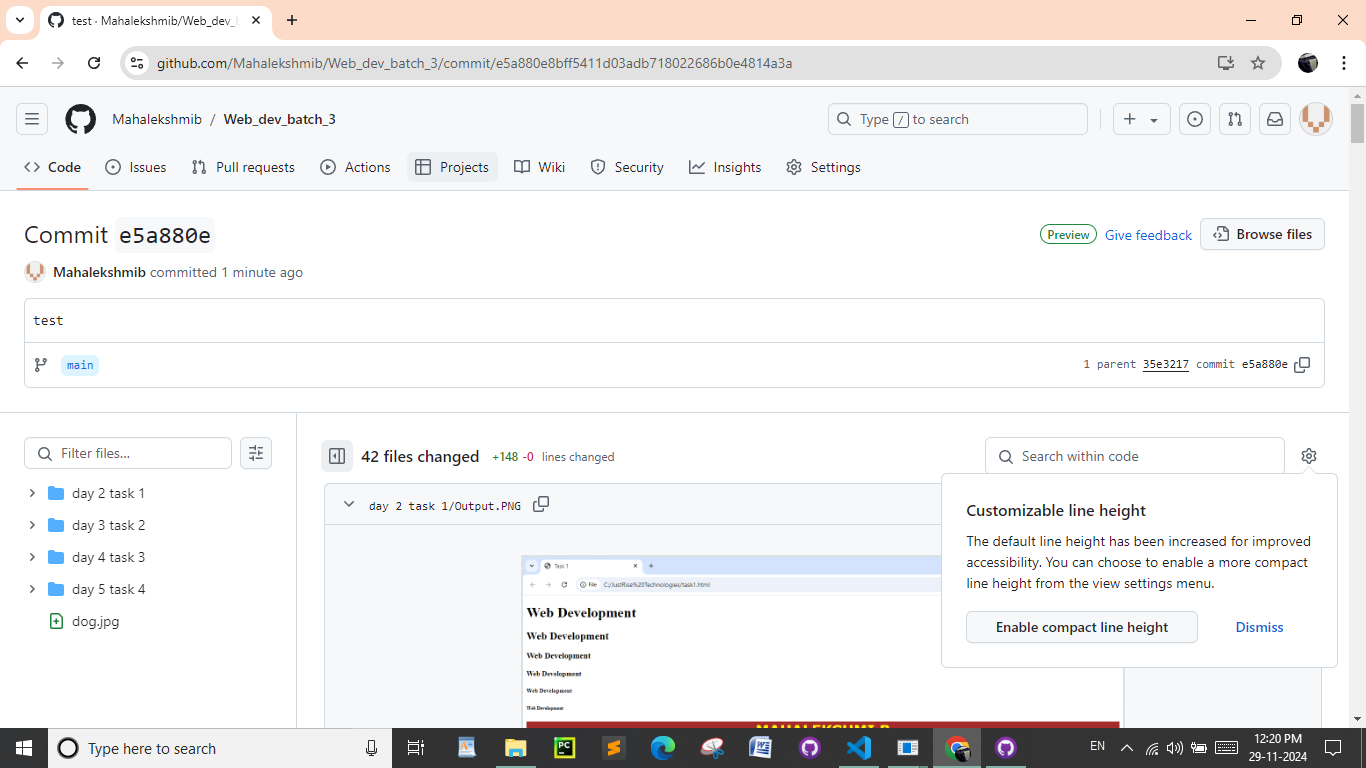 test · Mahalekshmib/Web_dev_b
github.com/Mahalekshmib/Web_dev_batch_3/commit/e5a880e8bff5411d03adb718022686b0e4814a3a
Mahalekshmib / Web_dev_batch_3
Type / to search
Code Issues Pull requests Actions Projects Wiki Security Insights Settings
Commit e5a880e
Preview Give feedback Browse files
Mahalekshmib committed 1 minute ago
test
main
1 parent 35e3217 commit e5a880e
Filter files...
42 files changed +148 -0 lines changed
Search within code
day 2 task 1
day 3 task 2
day 4 task 3
day 5 task 4
dog.jpg
day 2 task 1/Output.PNG
Customizable line height
The default line height has been increased for improved
accessibility. You can choose to enable a more compact
line height from the view settings menu.
Enable compact line height Dismiss
Task 1
File C:/JustRise%20Technologies/task1.html
Web Development
Web Development
Web Development
Web Development
Web Development
Web Development
Type here to search
EN
12:20 PM
29-11-2024